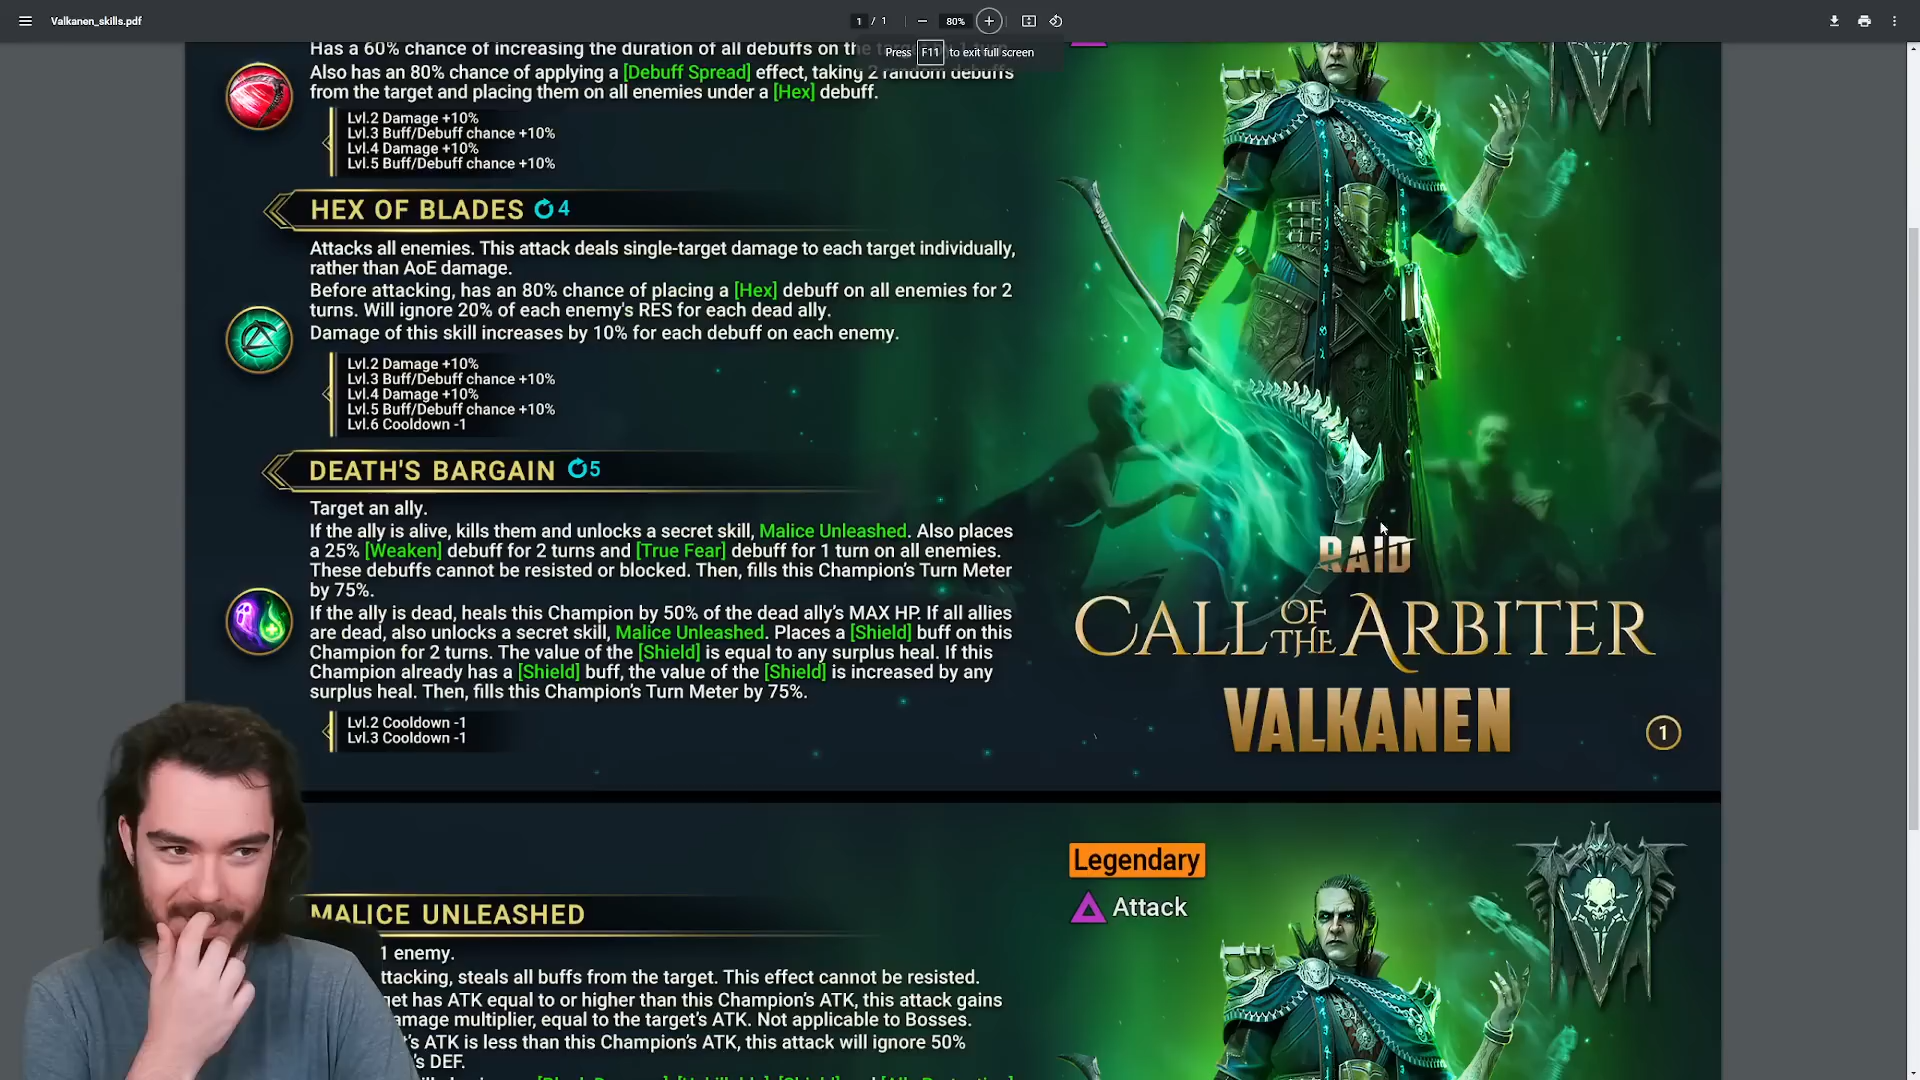 Valkanen_skills.pdf
1 / 1
80%
Has a 60% chance of increasing the duration of all debuffs on the target by 1 turn.
Press F11 to exit full screen
Also has an 80% chance of applying a [Debuff Spread] effect, taking 2 random debuffs
from the target and placing them on all enemies under a [Hex] debuff.
Lvl.2 Damage +10%
Lvl.3 Buff/Debuff chance +10%
Lvl.4 Damage +10%
Lvl.5 Buff/Debuff chance +10%
HEX OF BLADES 4
Attacks all enemies. This attack deals single-target damage to each target individually,
rather than AoE damage.
Before attacking, has an 80% chance of placing a [Hex] debuff on all enemies for 2
turns. Will ignore 20% of each enemy's RES for each dead ally.
Damage of this skill increases by 10% for each debuff on each enemy.
Lvl.2 Damage +10%
Lvl.3 Buff/Debuff chance +10%
Lvl.4 Damage +10%
Lvl.5 Buff/Debuff chance +10%
Lvl.6 Cooldown -1
DEATH'S BARGAIN 5
Target an ally.
If the ally is alive, kills them and unlocks a secret skill, Malice Unleashed. Also places
a 25% [Weaken] debuff for 2 turns and [True Fear] debuff for 1 turn on all enemies.
These debuffs cannot be resisted or blocked. Then, fills this Champion's Turn Meter
by 75%.
If the ally is dead, heals this Champion by 50% of the dead ally's MAX HP. If all allies
are dead, also unlocks a secret skill, Malice Unleashed. Places a [Shield] buff on this
Champion for 2 turns. The value of the [Shield] is equal to any surplus heal. If this
Champion already has a [Shield] buff, the value of the [Shield] is increased by any
surplus heal. Then, fills this Champion's Turn Meter by 75%.
Lvl.2 Cooldown -1
Lvl.3 Cooldown -1
RAID
CALL OF THE ARBITER
VALKANEN
1
Legendary
Attack
MALICE UNLEASHED
1 enemy.
ttacking, steals all buffs from the target. This effect cannot be resisted.
get has ATK equal to or higher than this Champion's ATK, this attack gains
amage multiplier, equal to the target's ATK. Not applicable to Bosses.
's ATK is less than this Champion's ATK, this attack will ignore 50%
's DEF.